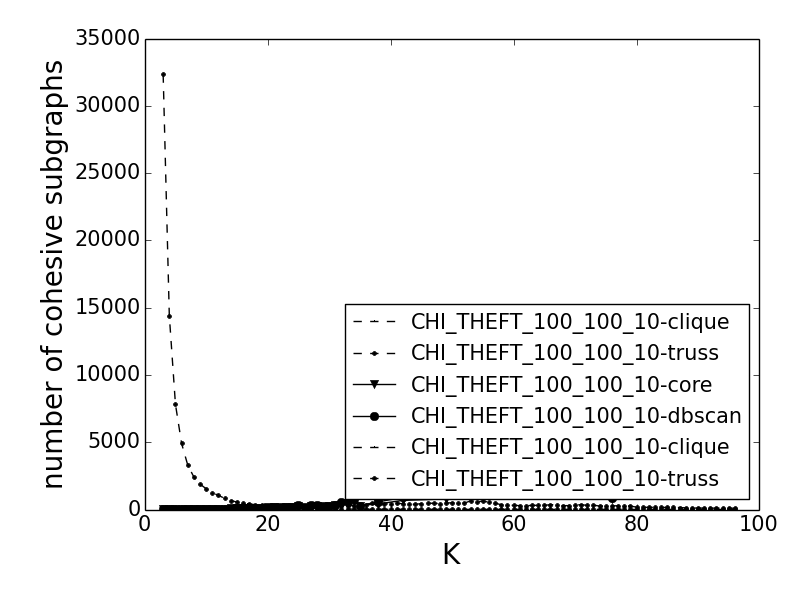 35000
30000
25000
20000
15000
10000
5000
0
number of cohesive subgraphs
CHI_THEFT_100_100_10-clique
CHI_THEFT_100_100_10-truss
CHI_THEFT_100_100_10-core
CHI_THEFT_100_100_10-dbscan
CHI_THEFT_100_100_10-clique
CHI_THEFT_100_100_10-truss
0 20 40 60 80 100
K